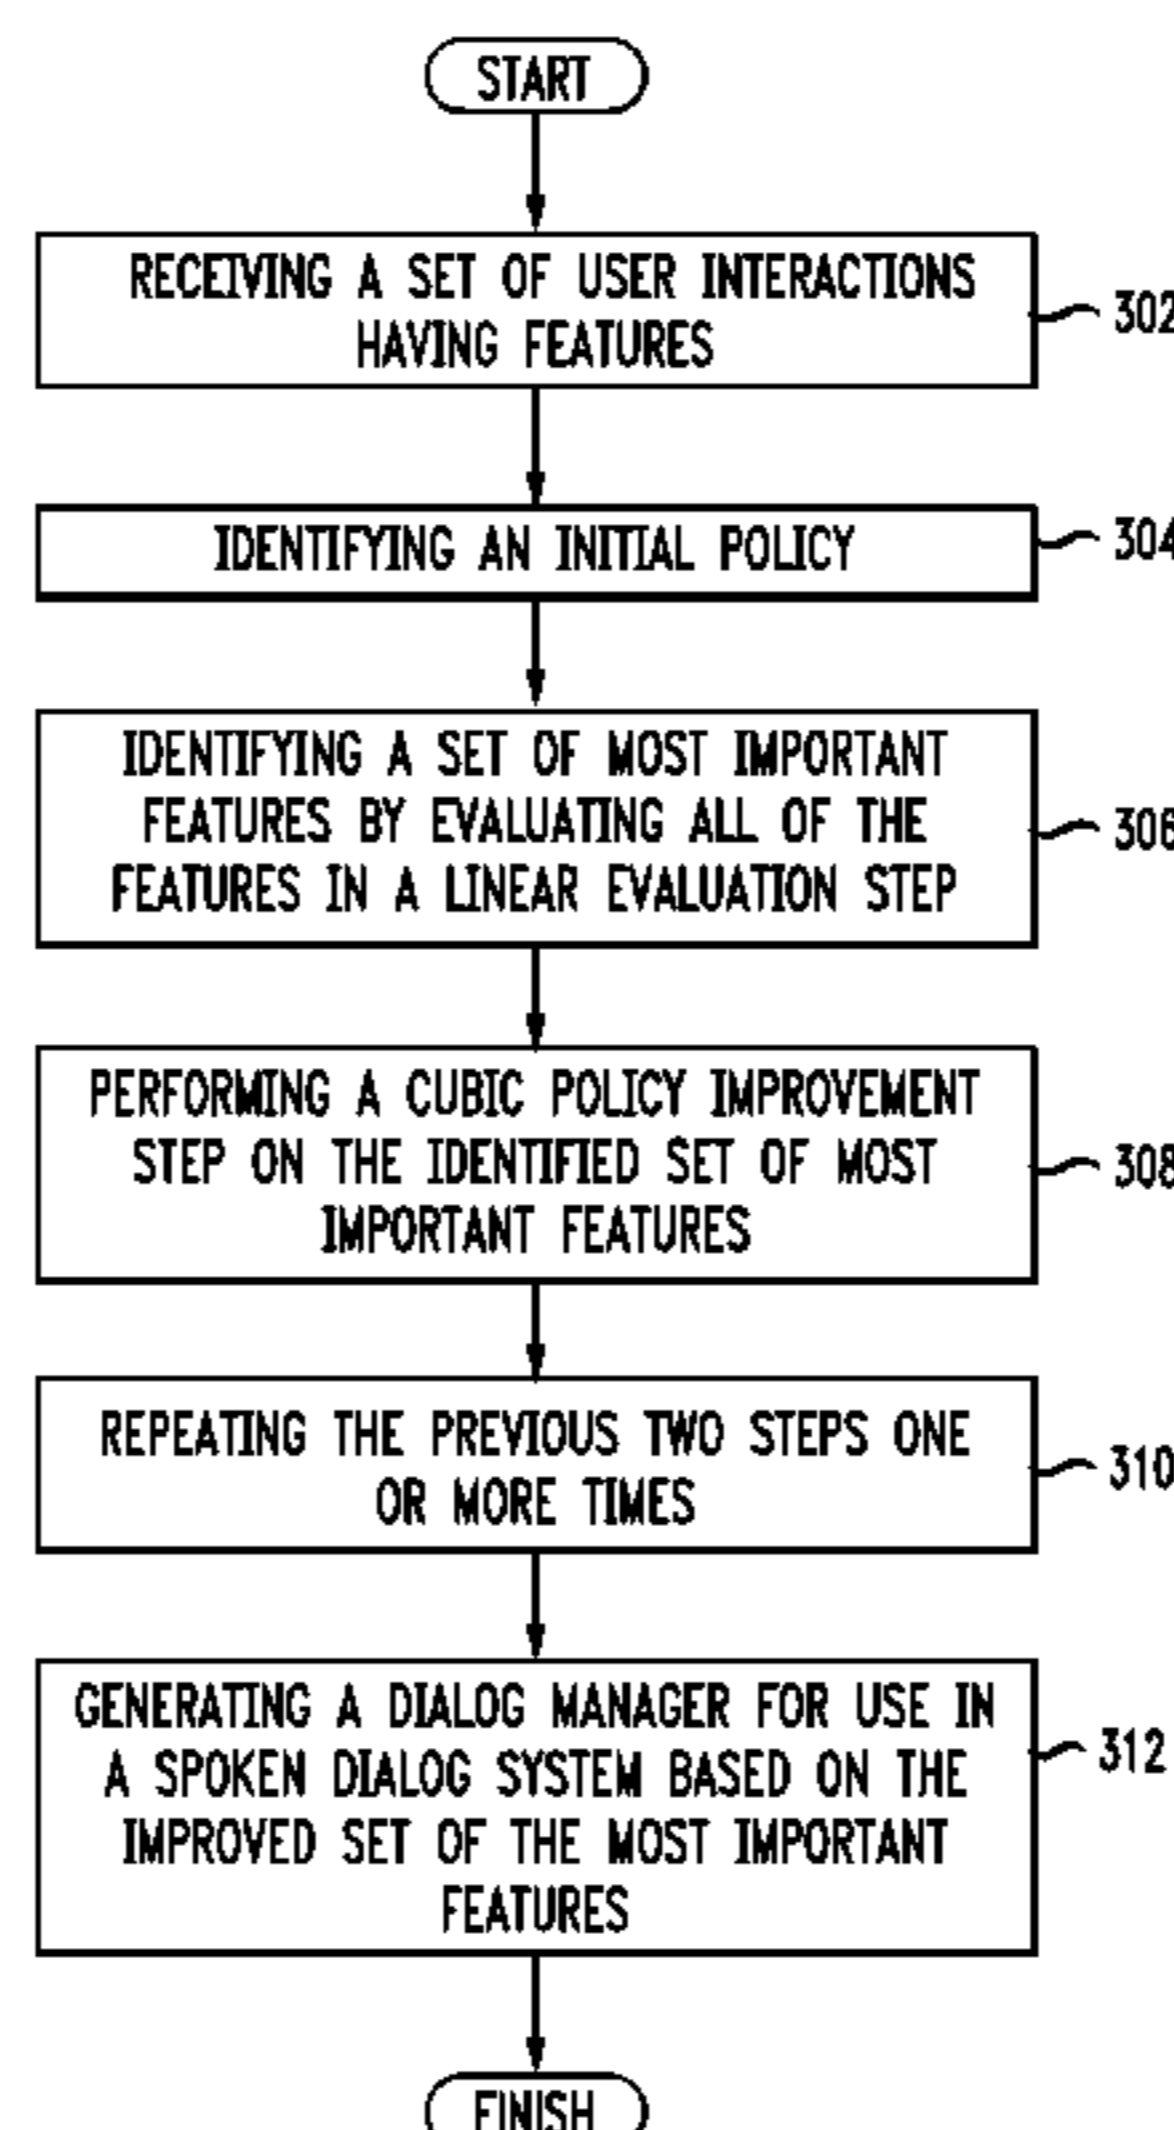 START
RECEIVING A SET OF USER INTERACTIONS
HAVING FEATURES
302
IDENTIFYING AN INITIAL POLICY
304
IDENTIFYING A SET OF MOST IMPORTANT
FEATURES BY EVALUATING ALL OF THE
FEATURES IN A LINEAR EVALUATION STEP
306
PERFORMING A CUBIC POLICY IMPROVEMENT
STEP ON THE IDENTIFIED SET OF MOST
IMPORTANT FEATURES
308
REPEATING THE PREVIOUS TWO STEPS ONE
OR MORE TIMES
310
GENERATING A DIALOG MANAGER FOR USE IN
A SPOKEN DIALOG SYSTEM BASED ON THE
IMPROVED SET OF THE MOST IMPORTANT
FEATURES
312
FINISH